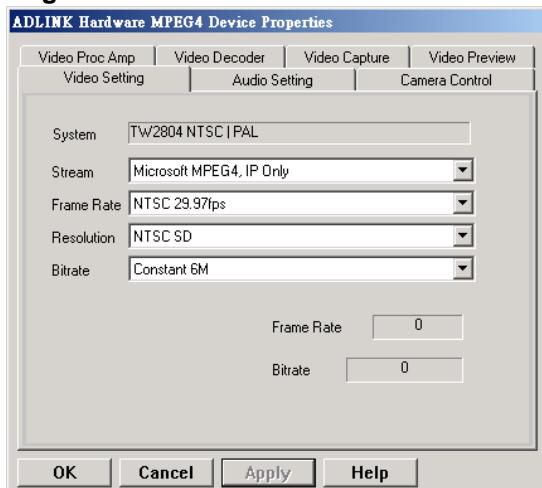 ADLINK Hardware MPEG4 Device Properties
Video Proc Amp Video Decoder Video Capture Video Preview
Video Setting Audio Setting Camera Control
System TW2804 NTSC | PAL
Stream Microsoft MPEG4, IP Only
Frame Rate NTSC 29.97fps
Resolution NTSC SD
Bitrate Constant 6M
Frame Rate 0
Bitrate 0
OK Cancel Apply Help